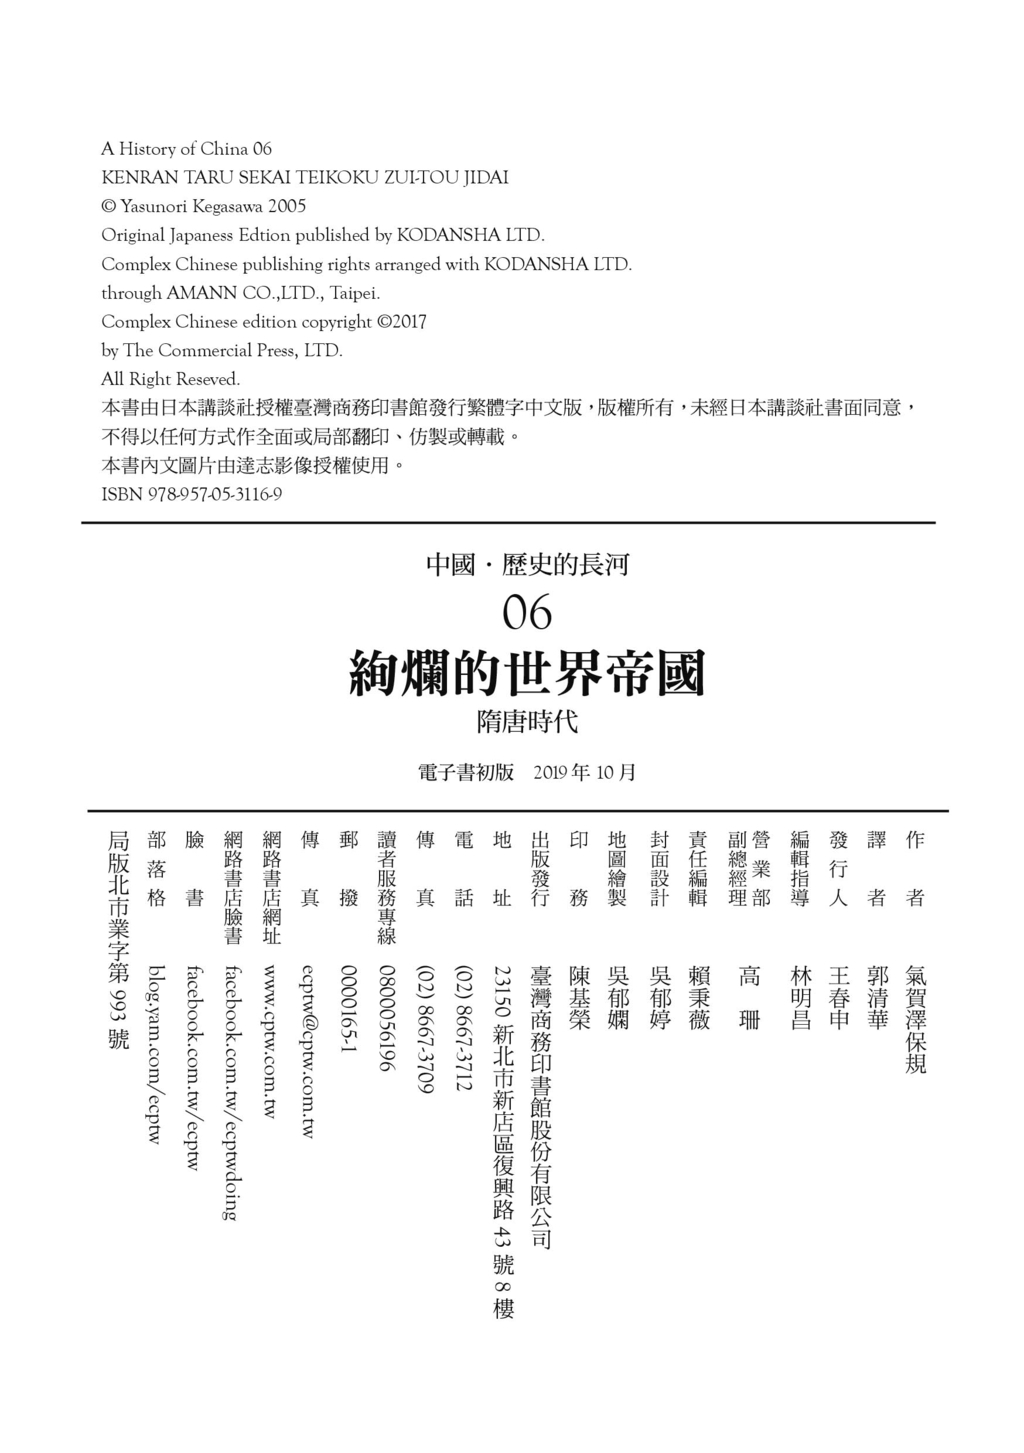 A History of China 06
KENRAN TARU SEKAI TEIKOKU ZUI-TOU JIDAI
© Yasunori Kegasawa 2005
Original Japaness Edtion published by KODANSHA LTD.
Complex Chinese publishing rights arranged with KODANSHA LTD.
through AMANN CO.,LTD., Taipei.
Complex Chinese edition copyright ©2017
by The Commercial Press, LTD.
All Right Reseved.
本書由日本講談社授權臺灣商務印書館發行繁體字中文版，版權所有，未經日本講談社書面同意，
不得以任何方式作全面或局部翻印、仿製或轉載。
本書內文圖片由達志影像授權使用。
ISBN 978-957-05-3116-9
中國・歷史的長河
06
絢爛的世界帝國
隋唐時代
電子書初版 2019 年 10 月
作者 氣賀澤保規
譯者 郭清華
發行人 王春申
編輯指導 林明昌
營業部副總經理 高珊
責任編輯 賴秉薇
封面設計 吳郁婷
地圖繪製 吳郁嫻
印務 陳基榮
出版發行 臺灣商務印書館股份有限公司
地址 23150 新北市新店區復興路 43 號 8 樓
電話 (02) 8667-3712
傳真 (02) 8667-3709
讀者服務專線 0800056196
郵撥 0000165-1
傳真 ecptw@cptw.com.tw
網路書店網址 www.cptw.com.tw
網路書店臉書 facebook.com.tw/ecptwdoing
臉書 facebook.com.tw/ecptw
部落格 blog.yam.com/ecptw
局版北市業字第 993 號